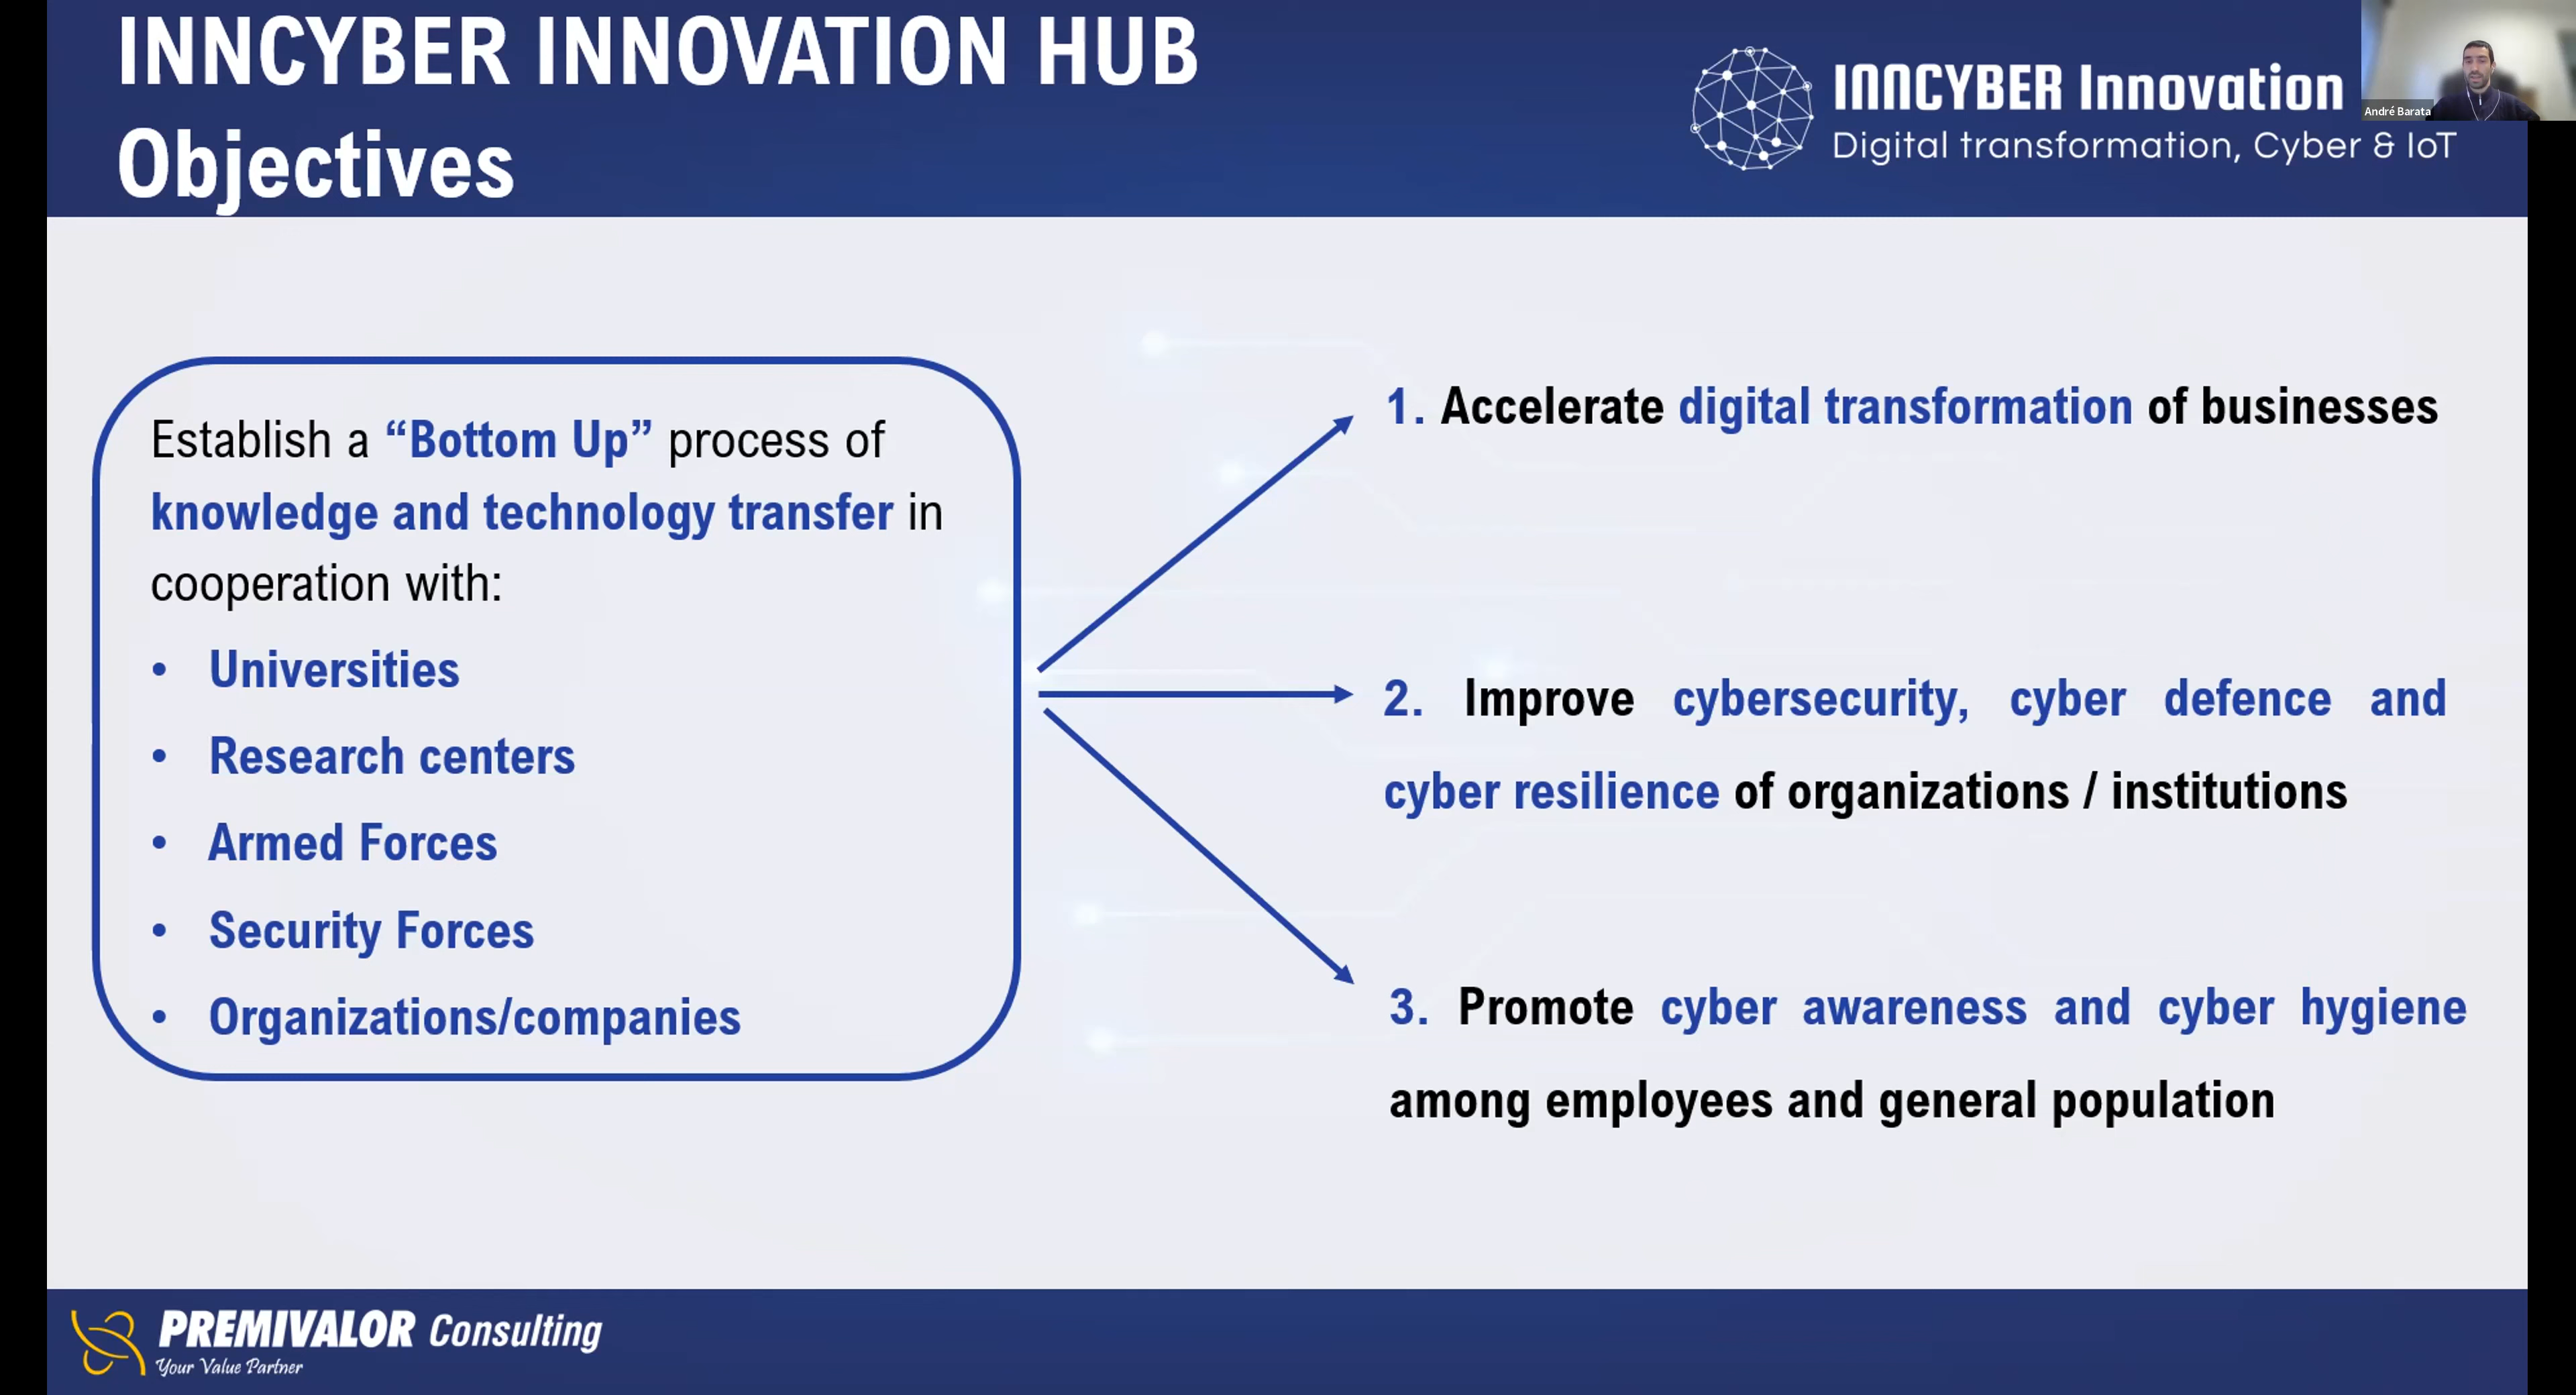 INNCYBER INNOVATION HUB
Objectives
INNCYBER Innovation
Digital transformation, Cyber & IoT
André Barata
Establish a “Bottom Up” process of
knowledge and technology transfer in
cooperation with:
• Universities
• Research centers
• Armed Forces
• Security Forces
• Organizations/companies
1. Accelerate digital transformation of businesses
2. Improve cybersecurity, cyber defence and
cyber resilience of organizations / institutions
3. Promote cyber awareness and cyber hygiene
among employees and general population
PREMIVALOR Consulting
Your Value Partner